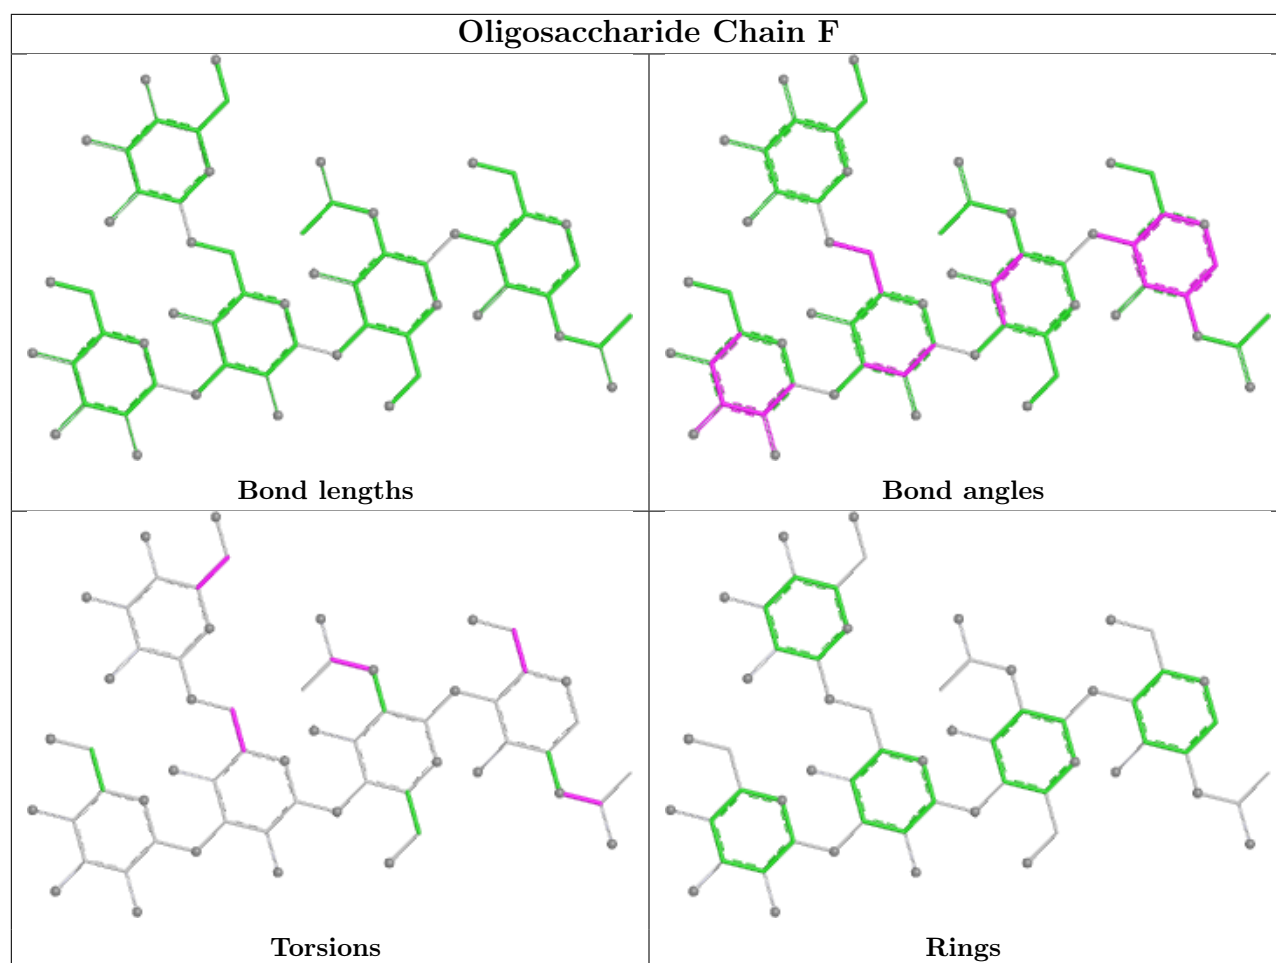 Oligosaccharide Chain F
Bond lengths
Bond angles
Torsions
Rings